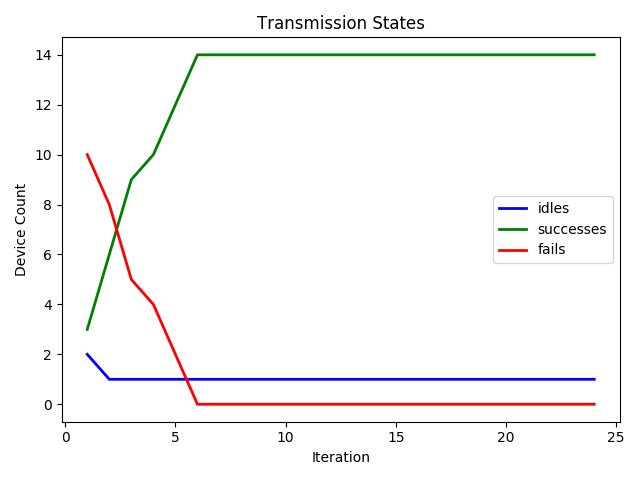 Transmission States
Device Count
14
12
10
8
6
4
2
0
idles
successes
fails
0 5 10 15 20 25
Iteration